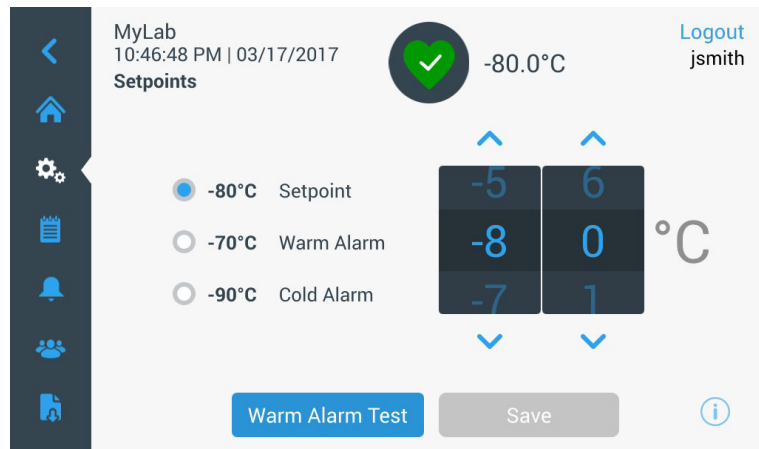 MyLab
10:46:48 PM | 03/17/2017
Setpoints
-80.0°C
Logout
jsmith
-80°C Setpoint
-70°C Warm Alarm
-90°C Cold Alarm
-5 6
-8 0 °C
-7 1
Warm Alarm Test
Save
i